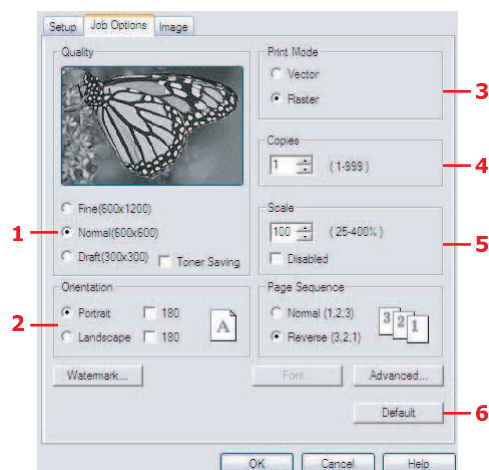 Setup Job Options Image
Quality
Fine(600x1200)
1 Normal(600x600)
Draft(300x300) Toner Saving
Orientation
2 Portrait 180 A
Landscape 180
Print Mode
Vector
Raster 3
Copies
1 (1-999) 4
Scale
100 (25-400%) 5
Disabled
Page Sequence
Normal (1,2,3) 3 2 1
Reverse (3,2,1)
Watermark... Font... Advanced...
Default 6
OK Cancel Help